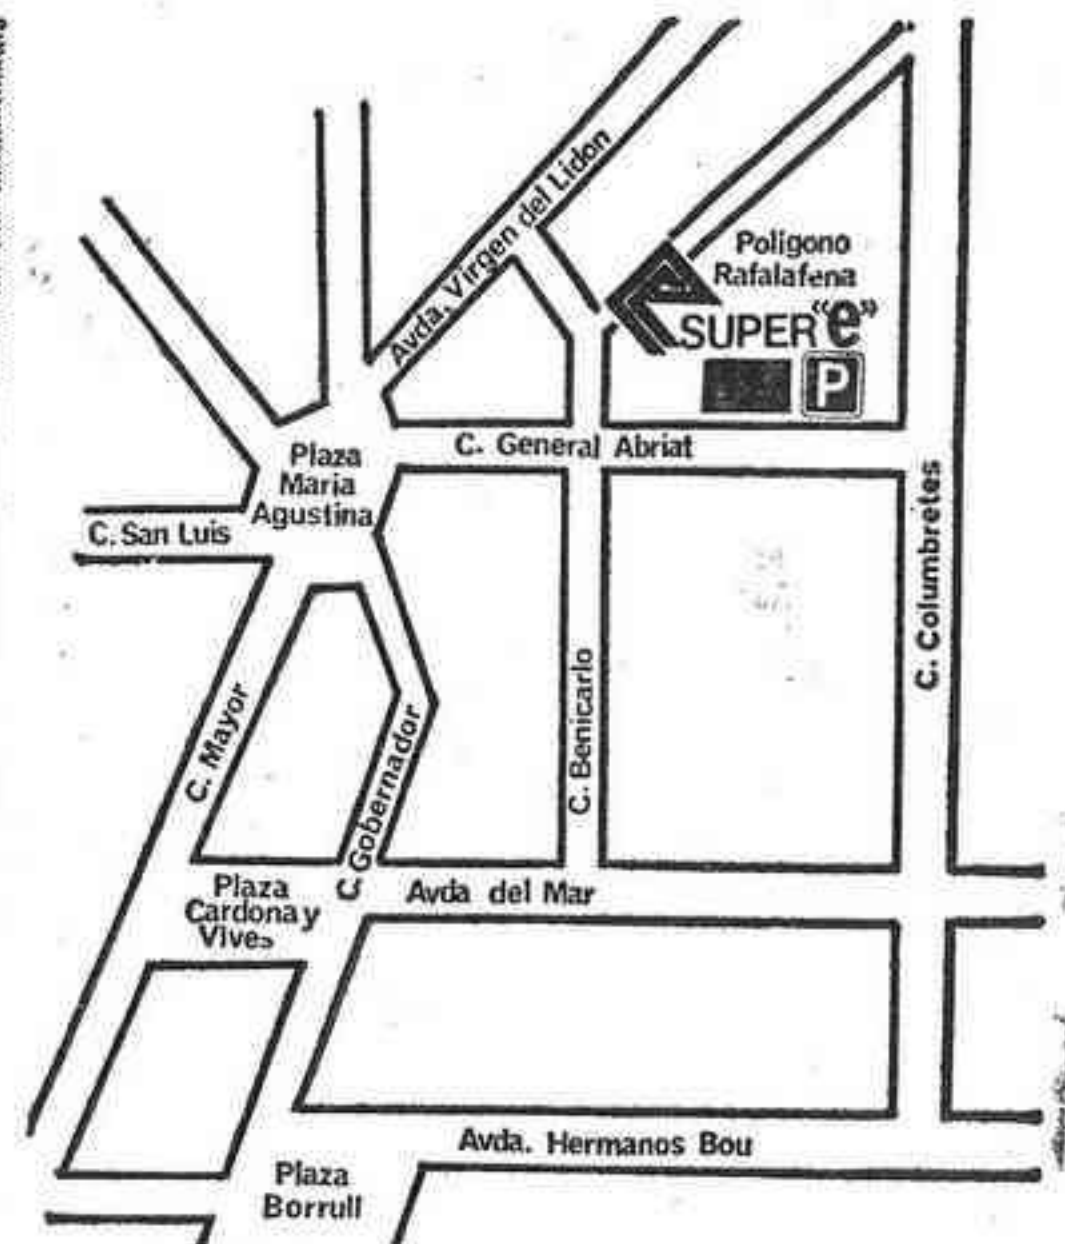 Avda. Virgen del Lidon
Poligono
Rafalafena
SUPER "e"
P
C. General Abriat
Plaza
Maria
Agustina
C. San Luis
C. Columbretes
C. Mayor
C. Gobernador
C. Benicarlo
Plaza
Cardona y
Vives
Avda del Mar
Avda. Hermanos Bou
Plaza
Borrull